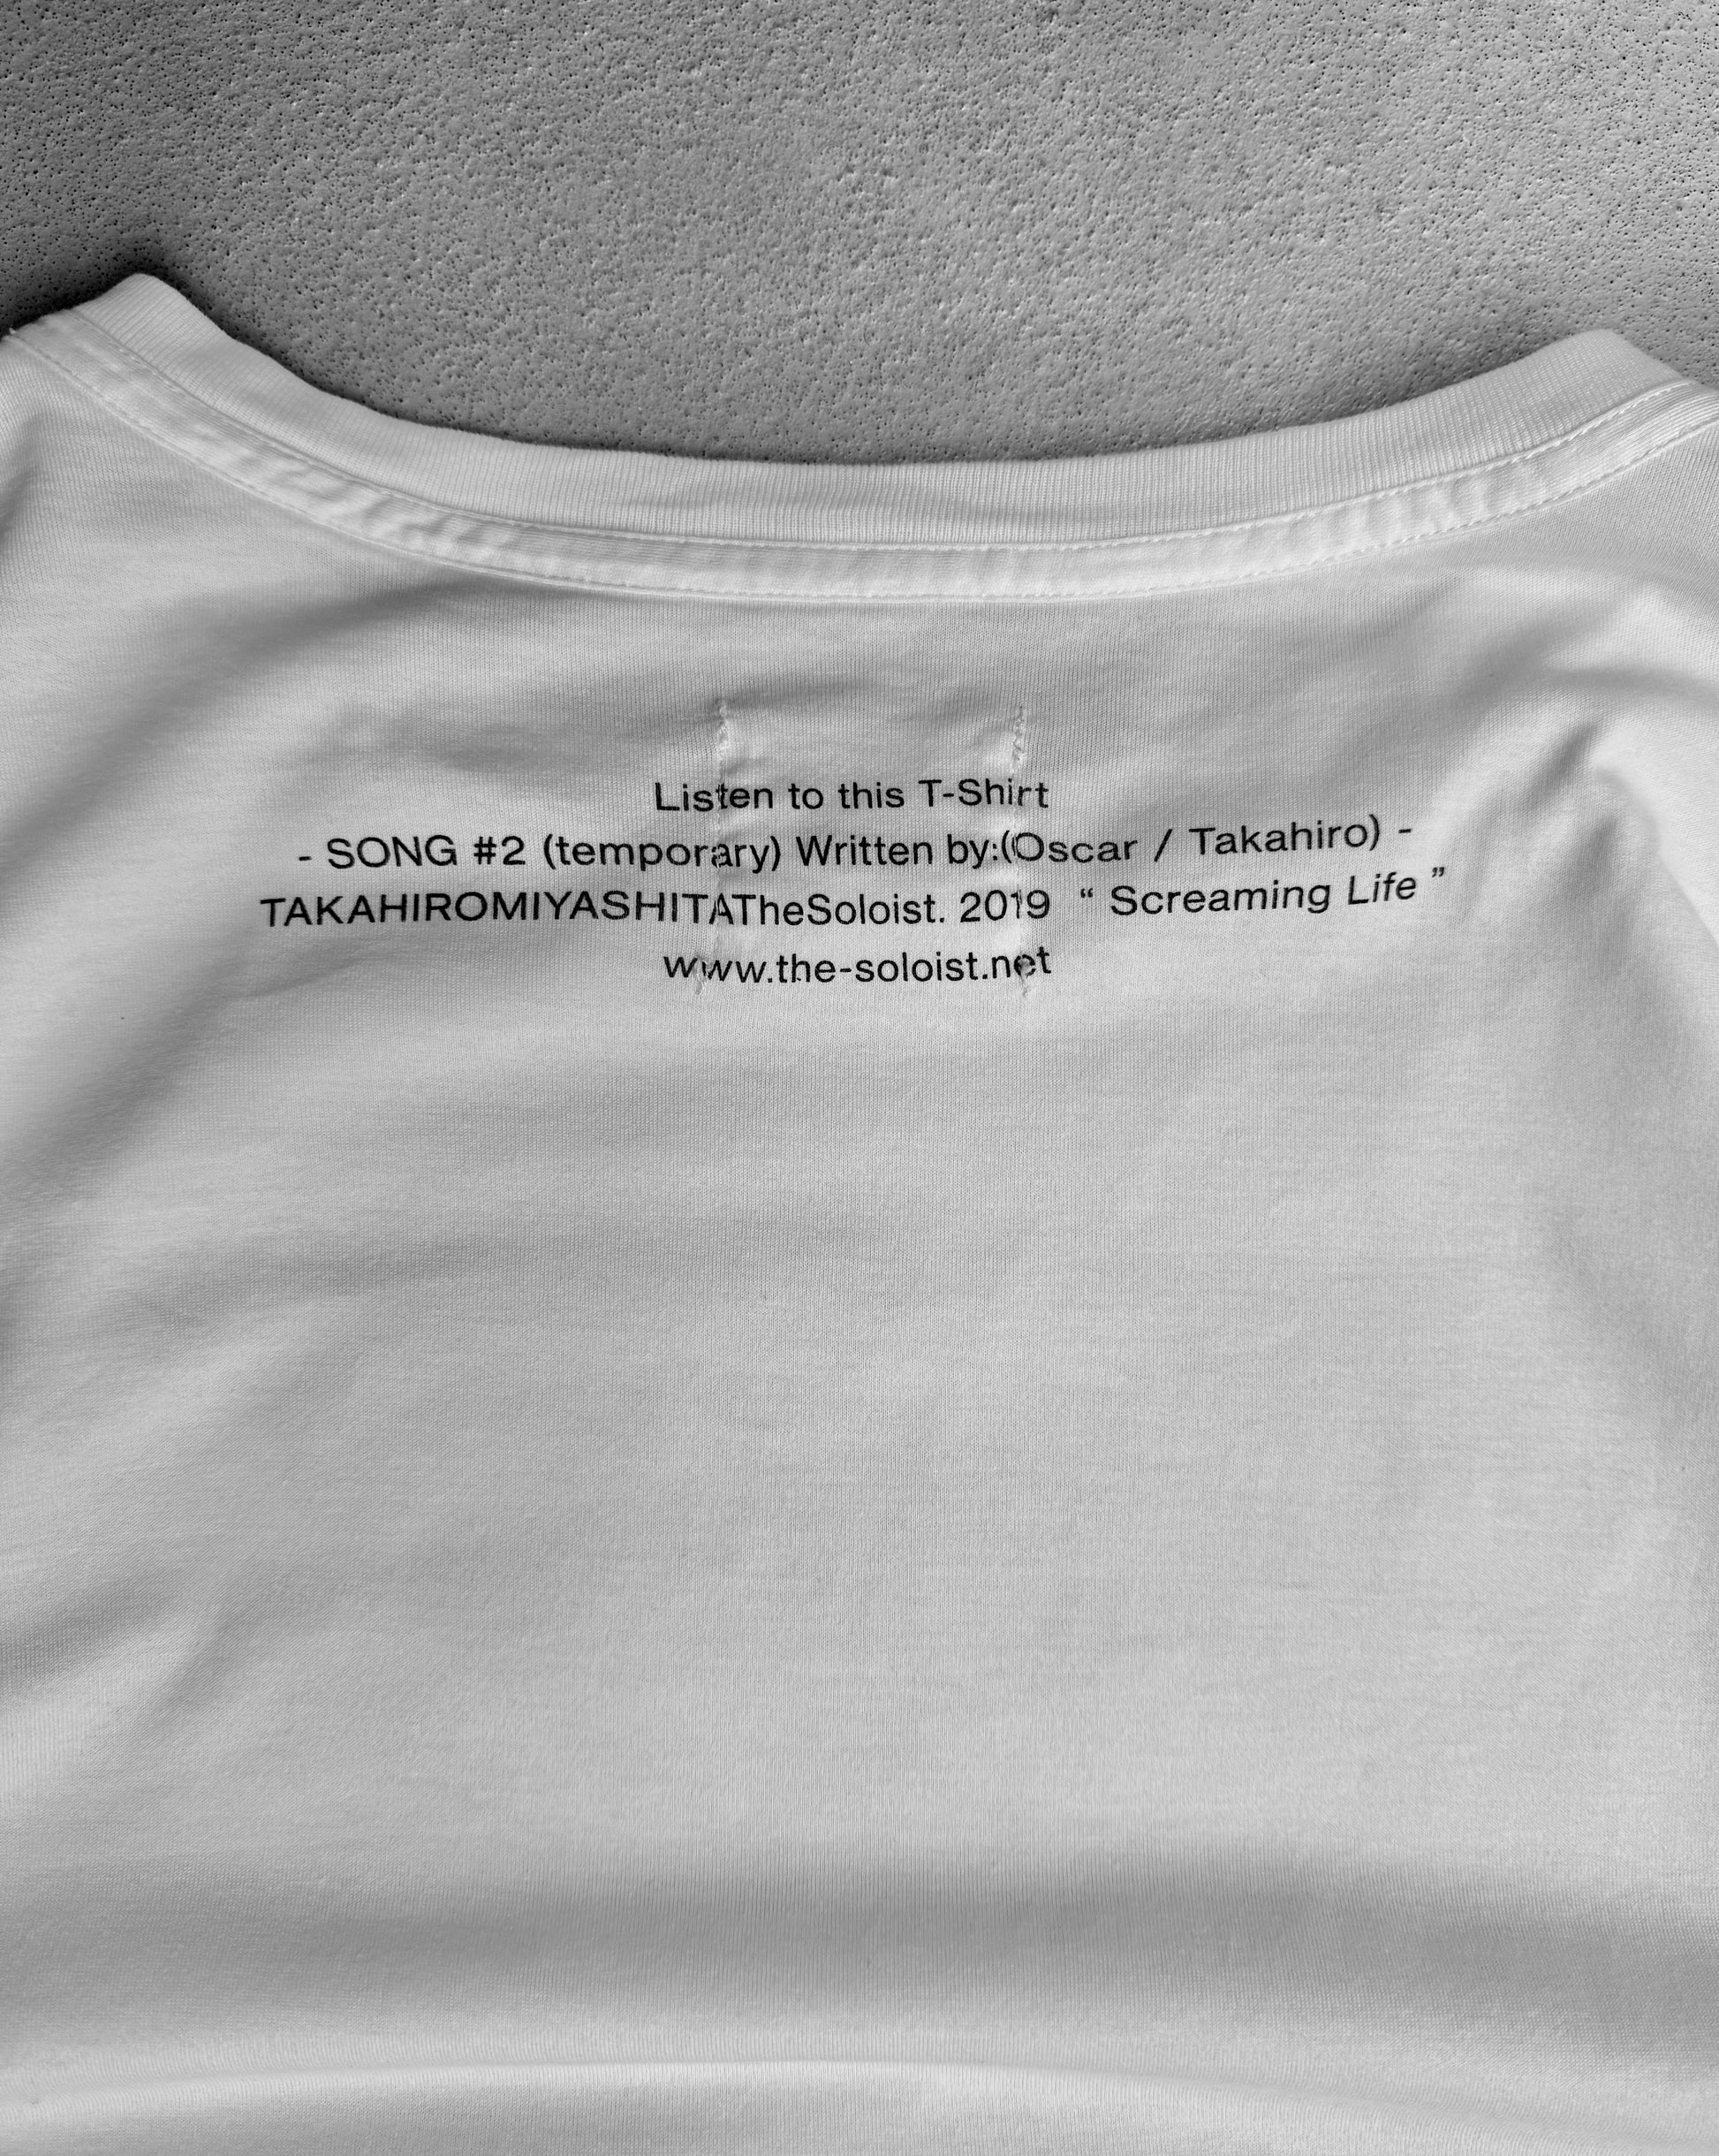 Listen to this T-Shirt
- SONG #2 (temporary) Written by:(Oscar / Takahiro) -
TAKAHIROMIYASHITATheSoloist. 2019 “ Screaming Life ”
www.the-soloist.net